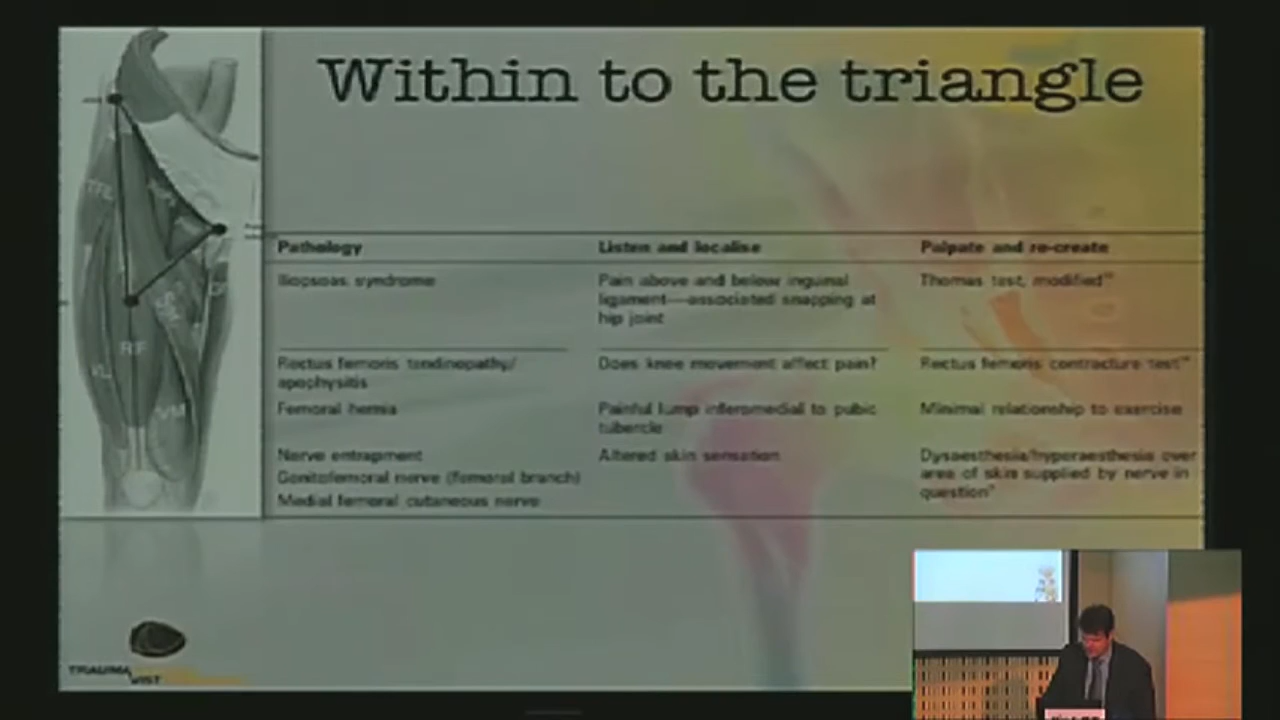 Within to the triangle
Pathology
Listen and localise
Palpate and re-create
Iliopsoas syndrome
Pain above and below inguinal
ligament—associated snapping at
hip joint
Thomas test, modified
Rectus femoris tendinopathy/
apophysitis
Does knee movement affect pain?
Rectus femoris contracture test
Femoral hernia
Painful lump inferomedial to pubic
tubercle
Minimal relationship to exercise
Nerve entrapment
Genitofemoral nerve (femoral branch)
Medial femoral cutaneous nerve
Altered skin sensation
Dysaesthesia/hyperaesthesia over
area of skin supplied by nerve in
question
TFL
RF
VL
VM
TRAUMA